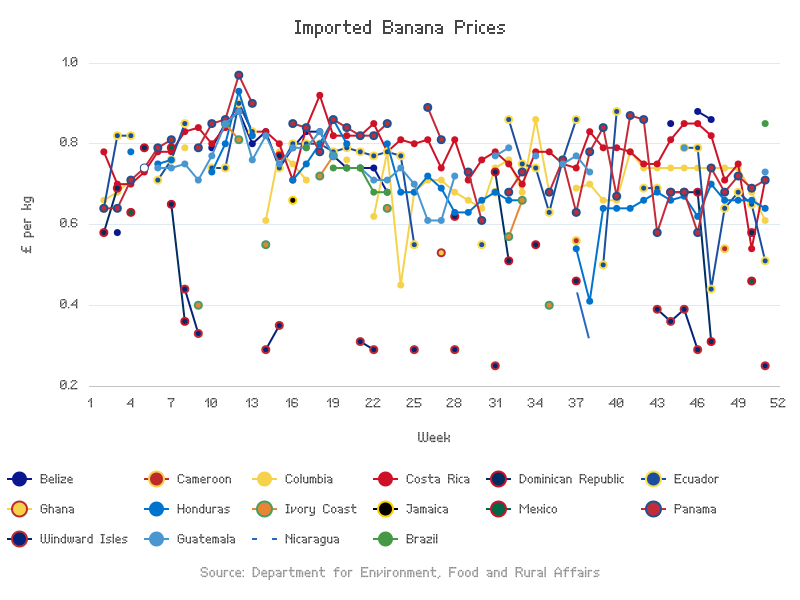 Imported Banana Prices
1.0
0.8
0.6
0.4
0.2
£ per kg
1 4 7 10 13 16 19 22 25 28 31 34 37 40 43 46 49 52
Week
Belize Cameroon Columbia Costa Rica Dominican Republic Ecuador
Ghana Honduras Ivory Coast Jamaica Mexico Panama
Windward Isles Guatemala Nicaragua Brazil
Source: Department for Environment, Food and Rural Affairs